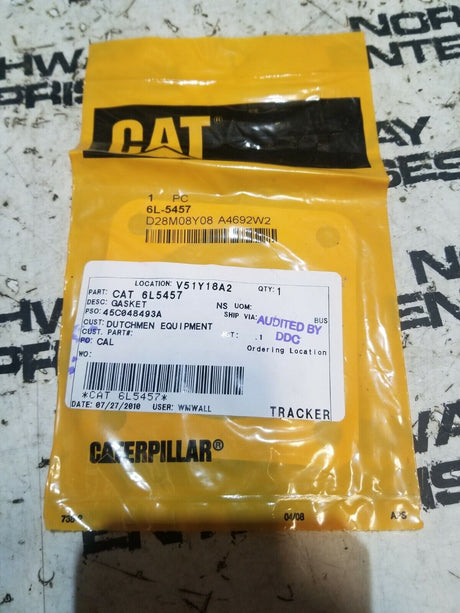 CAT®
1 PC
6L-5457
D28M08Y08 A4692W2
LOCATION: V51Y18A2 QTY: 1
PART: CAT 6L5457
DESC: GASKET NS UOM:
PSO: 45C048493A SHIP VIA: BUS
CUST: DUTCHMEN EQUIPMENT
AUDITED BY
DDC
CUST. PART#: .1
PO: CAL Ordering Location
WO:
*CAT 6L5457*
DATE: 07/27/2010 USER: WMWALL TRACKER
CATERPILLAR®
04/08